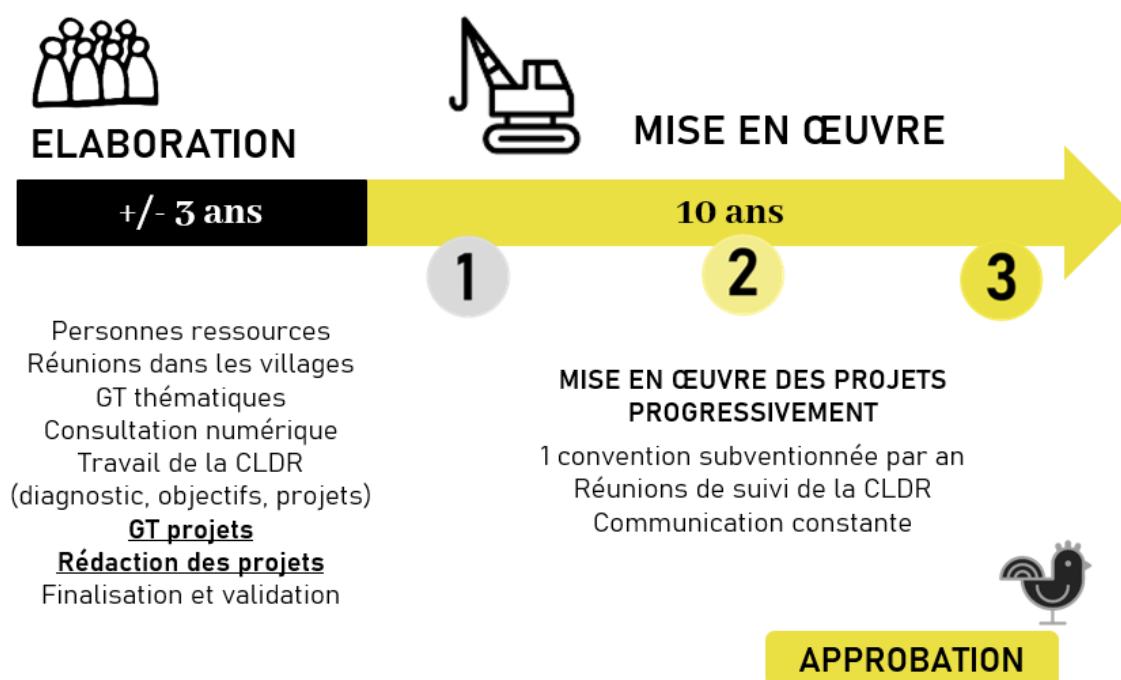 ELABORATION
MISE EN ŒUVRE
+/- 3 ans
10 ans
1
2
3
Personnes ressources
Réunions dans les villages
GT thématiques
Consultation numérique
Travail de la CLDR
(diagnostic, objectifs, projets)
GT projets
Rédaction des projets
Finalisation et validation
MISE EN ŒUVRE DES PROJETS
PROGRESSIVEMENT
1 convention subventionnée par an
Réunions de suivi de la CLDR
Communication constante
APPROBATION